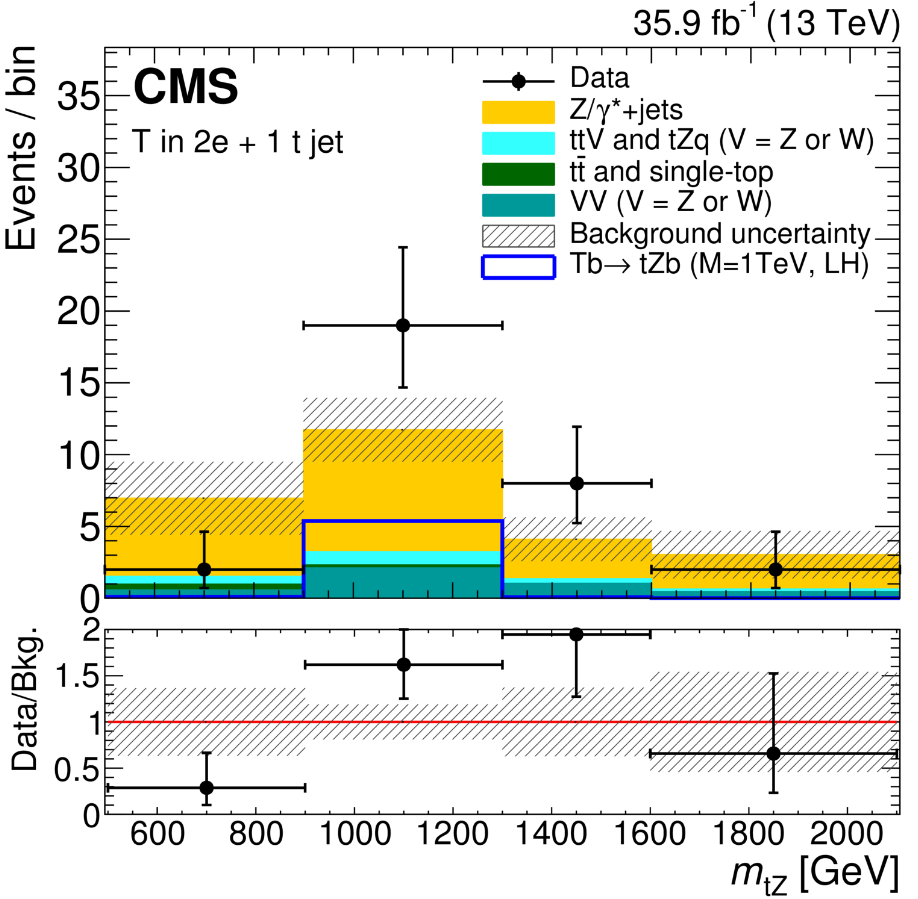 35.9 fb⁻¹ (13 TeV)
Events / bin
CMS
T in 2e + 1 t jet
Data
Z/γ*+jets
ttV and tZq (V = Z or W)
tt̄ and single-top
VV (V = Z or W)
Background uncertainty
Tb→ tZb (M=1TeV, LH)
35
30
25
20
15
10
5
0
Data/Bkg.
2
1.5
1
0.5
0
600 800 1000 1200 1400 1600 1800 2000
m_tZ [GeV]